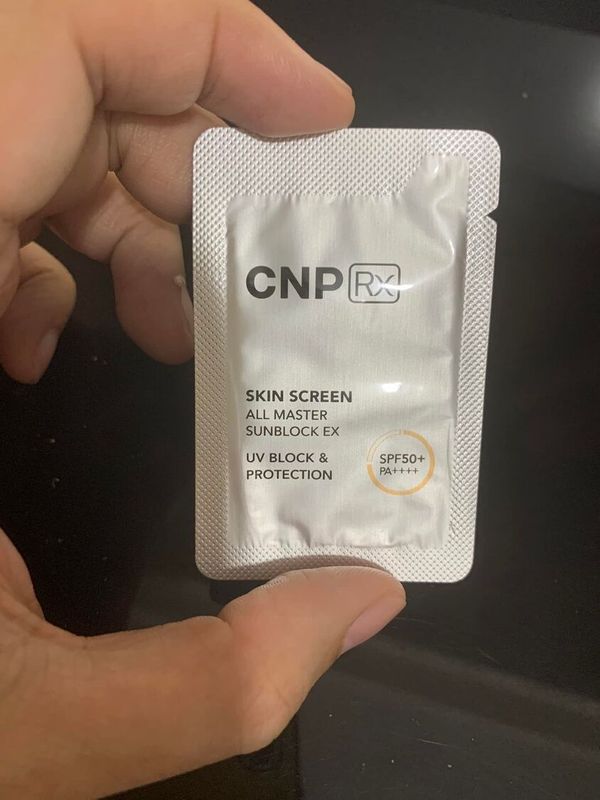 CNP Rx
SKIN SCREEN
ALL MASTER
SUNBLOCK EX
UV BLOCK &
PROTECTION
SPF50+
PA++++